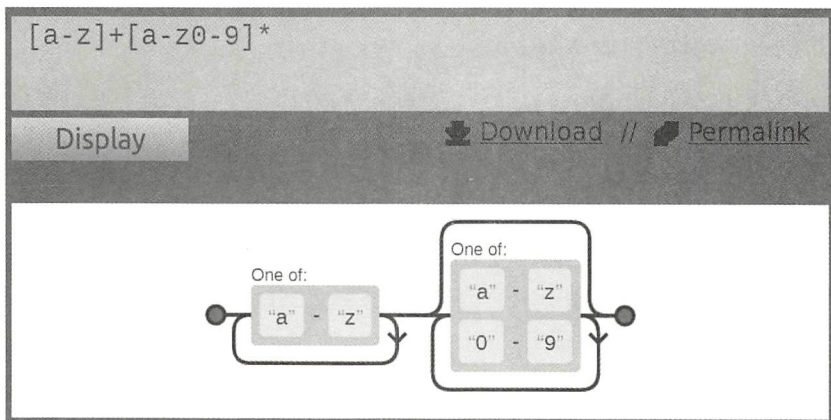 [a-z]+[a-z0-9]*
Display
Download // Permalink
One of:
“a” - “z”
One of:
“a” - “z”
“0” - “9”